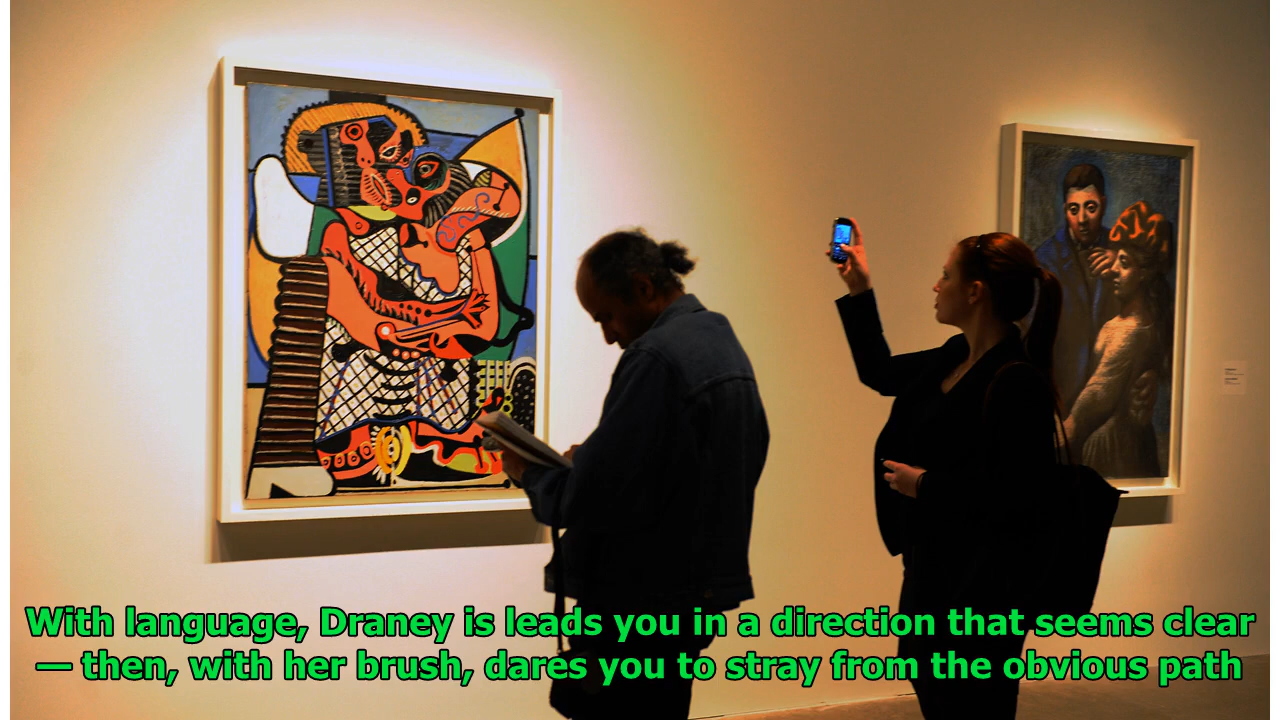 With language, Draney is leads you in a direction that seems clear
— then, with her brush, dares you to stray from the obvious path